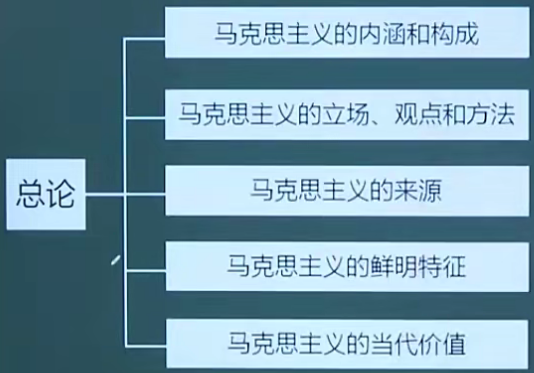 马克思主义的内涵和构成
马克思主义的立场、观点和方法
总论
马克思主义的来源
马克思主义的鲜明特征
马克思主义的当代价值